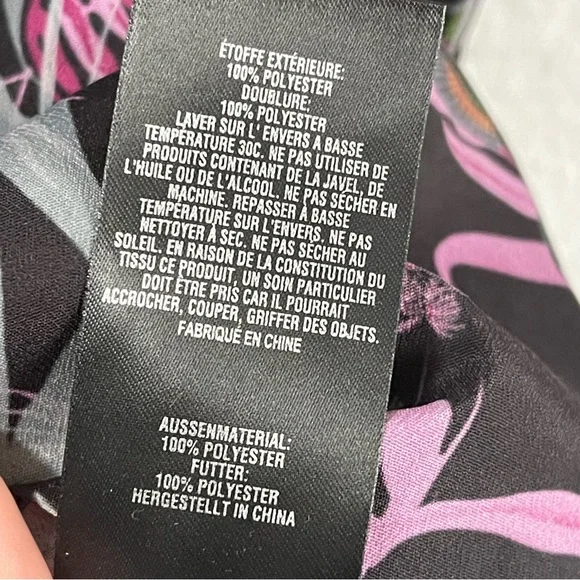 ÉTOFFE EXTÉRIEURE:
100% POLYESTER
DOUBLURE:
100% POLYESTER
LAVER SUR L' ENVERS A BASSE
TEMPÉRATURE 30C. NE PAS UTILISER DE
PRODUITS CONTENANT DE LA JAVEL, DE
L'HUILE OU DE L'ALCOOL. NE PAS SÉCHER EN
MACHINE. REPASSER À BASSE
TEMPÉRATURE SUR L'ENVERS. NE PAS
NETTOYER À SEC. NE PAS SÉCHER AU
SOLEIL. EN RAISON DE LA CONSTITUTION DU
TISSU CE PRODUIT, UN SOIN PARTICULIER
DOIT ÊTRE PRIS CAR IL POURRAIT
ACCROCHER, COUPER, GRIFFER DES OBJETS.
FABRIQUÉ EN CHINE
AUSSENMATERIAL:
100% POLYESTER
FUTTER:
100% POLYESTER
HERGESTELLT IN CHINA